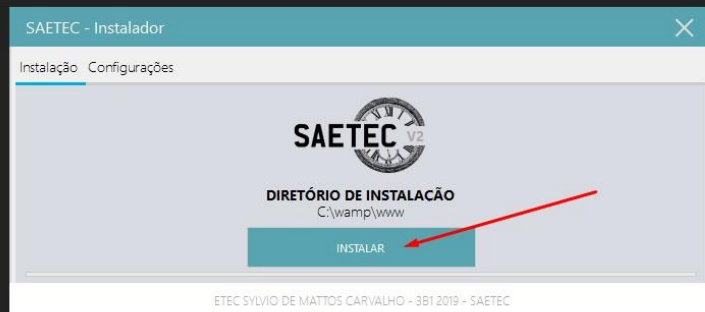 SAETEC - Instalador
Instalação Configurações
SAETEC V2
DIRETÓRIO DE INSTALAÇÃO
C:\wamp\www
INSTALAR
ETEC SYLVIO DE MATTOS CARVALHO - 3B1 2019 - SAETEC